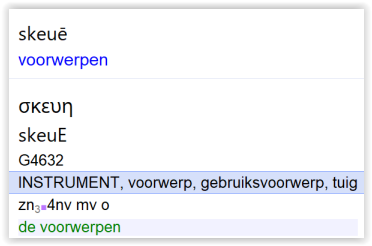 skeuē
voorwerpen
σκευη
skeuE
G4632
INSTRUMENT, voorwerp, gebruiksvoorwerp, tuig
zn₃■4nv mv o
de voorwerpen